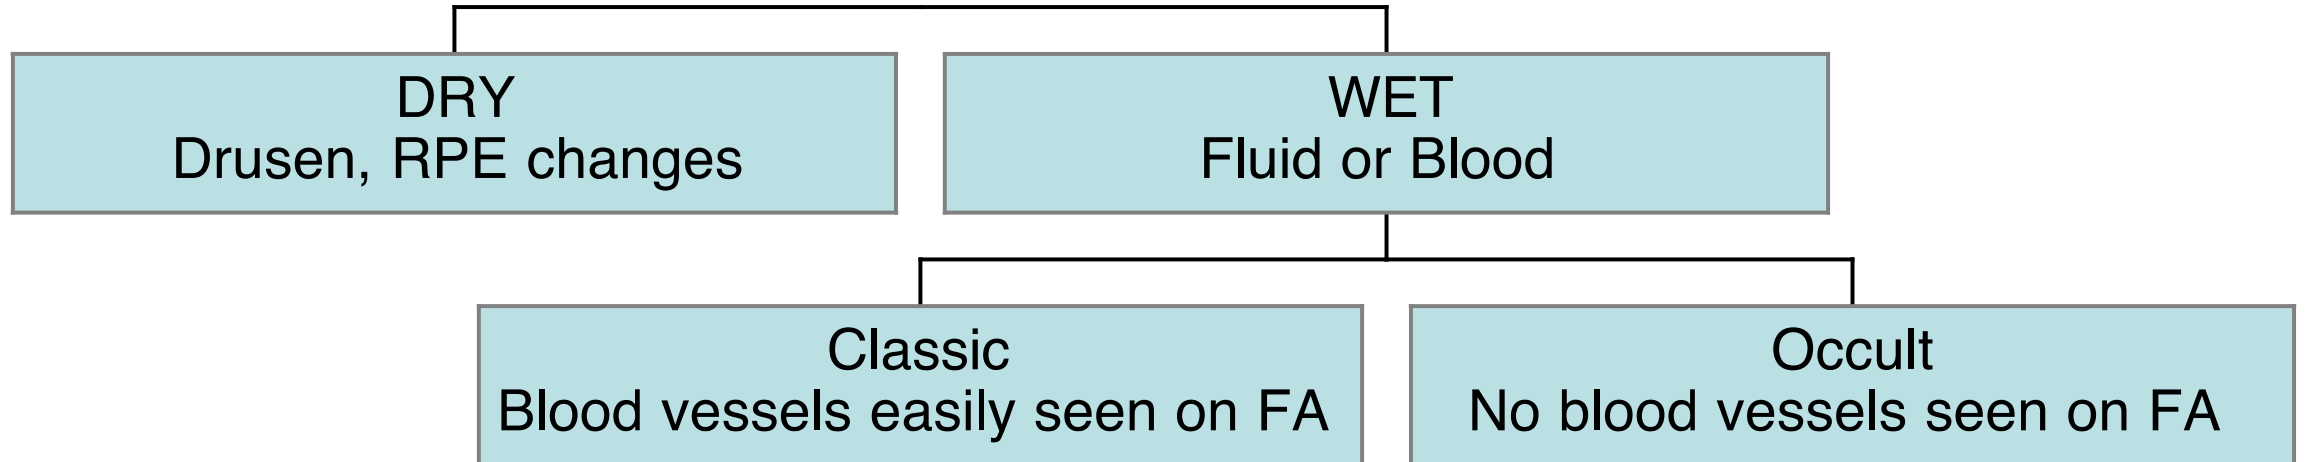 DRY
Drusen, RPE changes
WET
Fluid or Blood
Classic
Blood vessels easily seen on FA
Occult
No blood vessels seen on FA